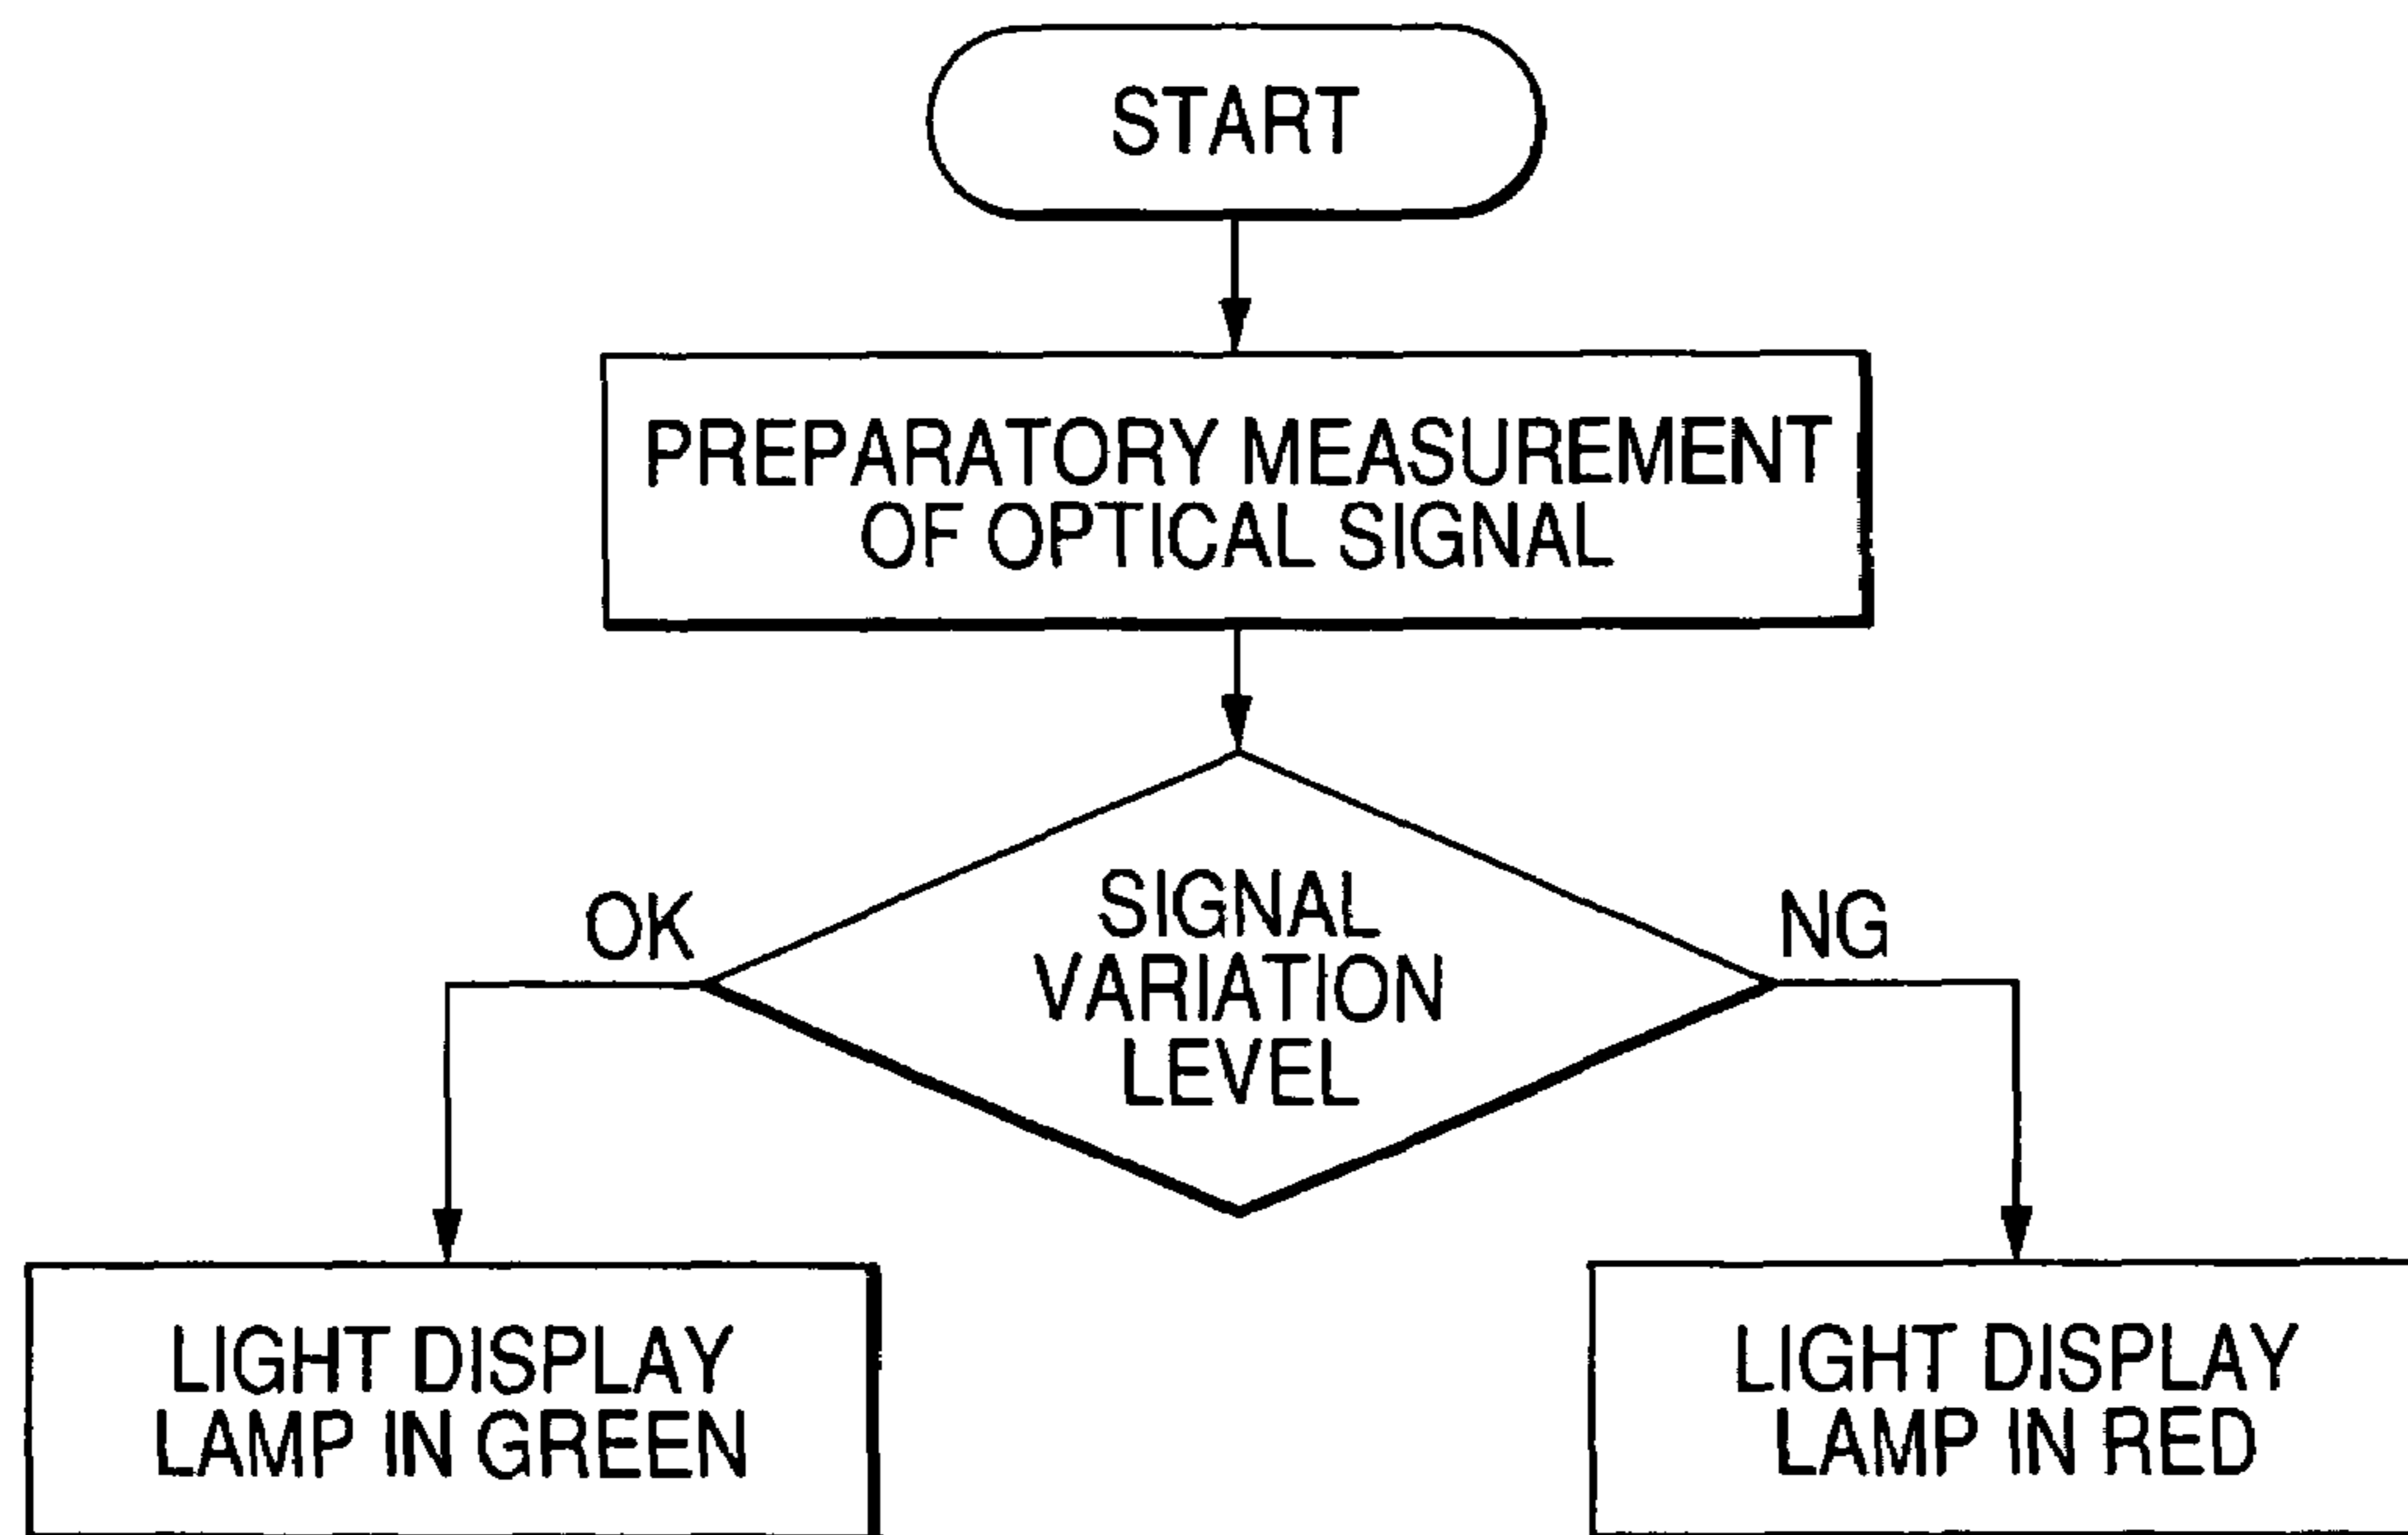 START
PREPARATORY MEASUREMENT
OF OPTICAL SIGNAL
SIGNAL
VARIATION
LEVEL
OK
NG
LIGHT DISPLAY
LAMP IN GREEN
LIGHT DISPLAY
LAMP IN RED